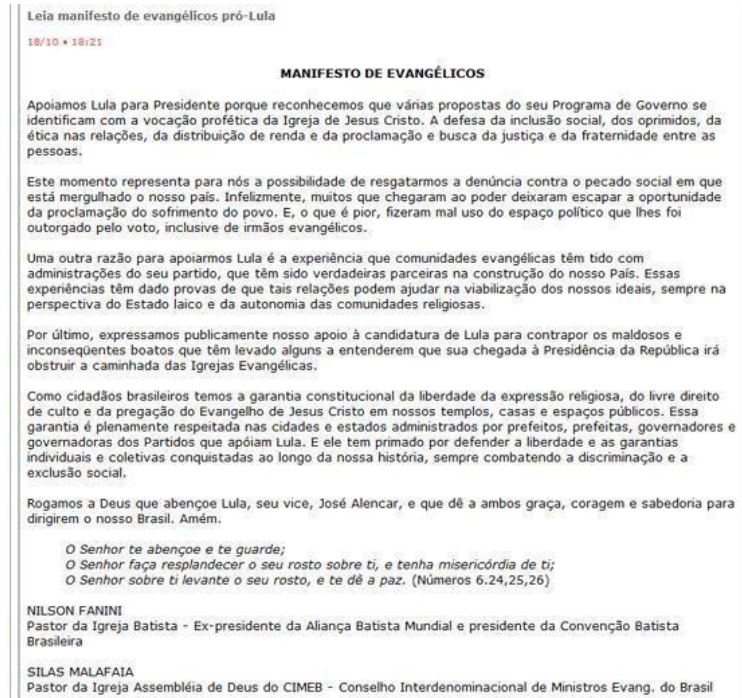 Leia manifesto de evangélicos pró-Lula
18/10 • 18:21
MANIFESTO DE EVANGÉLICOS
Apoiamos Lula para Presidente porque reconhecemos que várias propostas do seu Programa de Governo se
identificam com a vocação profética da Igreja de Jesus Cristo. A defesa da inclusão social, dos oprimidos, da
ética nas relações, da distribuição de renda e da proclamação e busca da justiça e da fraternidade entre as
pessoas.
Este momento representa para nós a possibilidade de resgatarmos a denúncia contra o pecado social em que
está mergulhado o nosso país. Infelizmente, muitos que chegaram ao poder deixaram escapar a oportunidade
da proclamação do sofrimento do povo. E, o que é pior, fizeram mal uso do espaço político que lhes foi
outorgado pelo voto, inclusive de irmãos evangélicos.
Uma outra razão para apoiarmos Lula é a experiência que comunidades evangélicas têm tido com
administrações do seu partido, que têm sido verdadeiras parceiras na construção do nosso País. Essas
experiências têm dado provas de que tais relações podem ajudar na viabilização dos nossos ideais, sempre na
perspectiva do Estado laico e da autonomia das comunidades religiosas.
Por último, expressamos publicamente nosso apoio à candidatura de Lula para contrapor os maldosos e
inconseqüentes boatos que têm levado alguns a entenderem que sua chegada à Presidência da República irá
obstruir a caminhada das Igrejas Evangélicas.
Como cidadãos brasileiros temos a garantia constitucional da liberdade da expressão religiosa, do livre direito
de culto e da pregação do Evangelho de Jesus Cristo em nossos templos, casas e espaços públicos. Essa
garantia é plenamente respeitada nas cidades e estados administrados por prefeitos, prefeitas, governadores e
governadoras dos Partidos que apóiam Lula. E ele tem primado por defender a liberdade e as garantias
individuais e coletivas conquistadas ao longo da nossa história, sempre combatendo a discriminação e a
exclusão social.
Rogamos a Deus que abençoe Lula, seu vice, José Alencar, e que dê a ambos graça, coragem e sabedoria para
dirigirem o nosso Brasil. Amém.
O Senhor te abençoe e te guarde;
O Senhor faça resplandecer o seu rosto sobre ti, e tenha misericórdia de ti;
O Senhor sobre ti levante o seu rosto, e te dê a paz. (Números 6.24,25,26)
NILSON FANINI
Pastor da Igreja Batista - Ex-presidente da Aliança Batista Mundial e presidente da Convenção Batista
Brasileira
SILAS MALAFAIA
Pastor da Igreja Assembléia de Deus do CIMEB - Conselho Interdenominacional de Ministros Evang. do Brasil